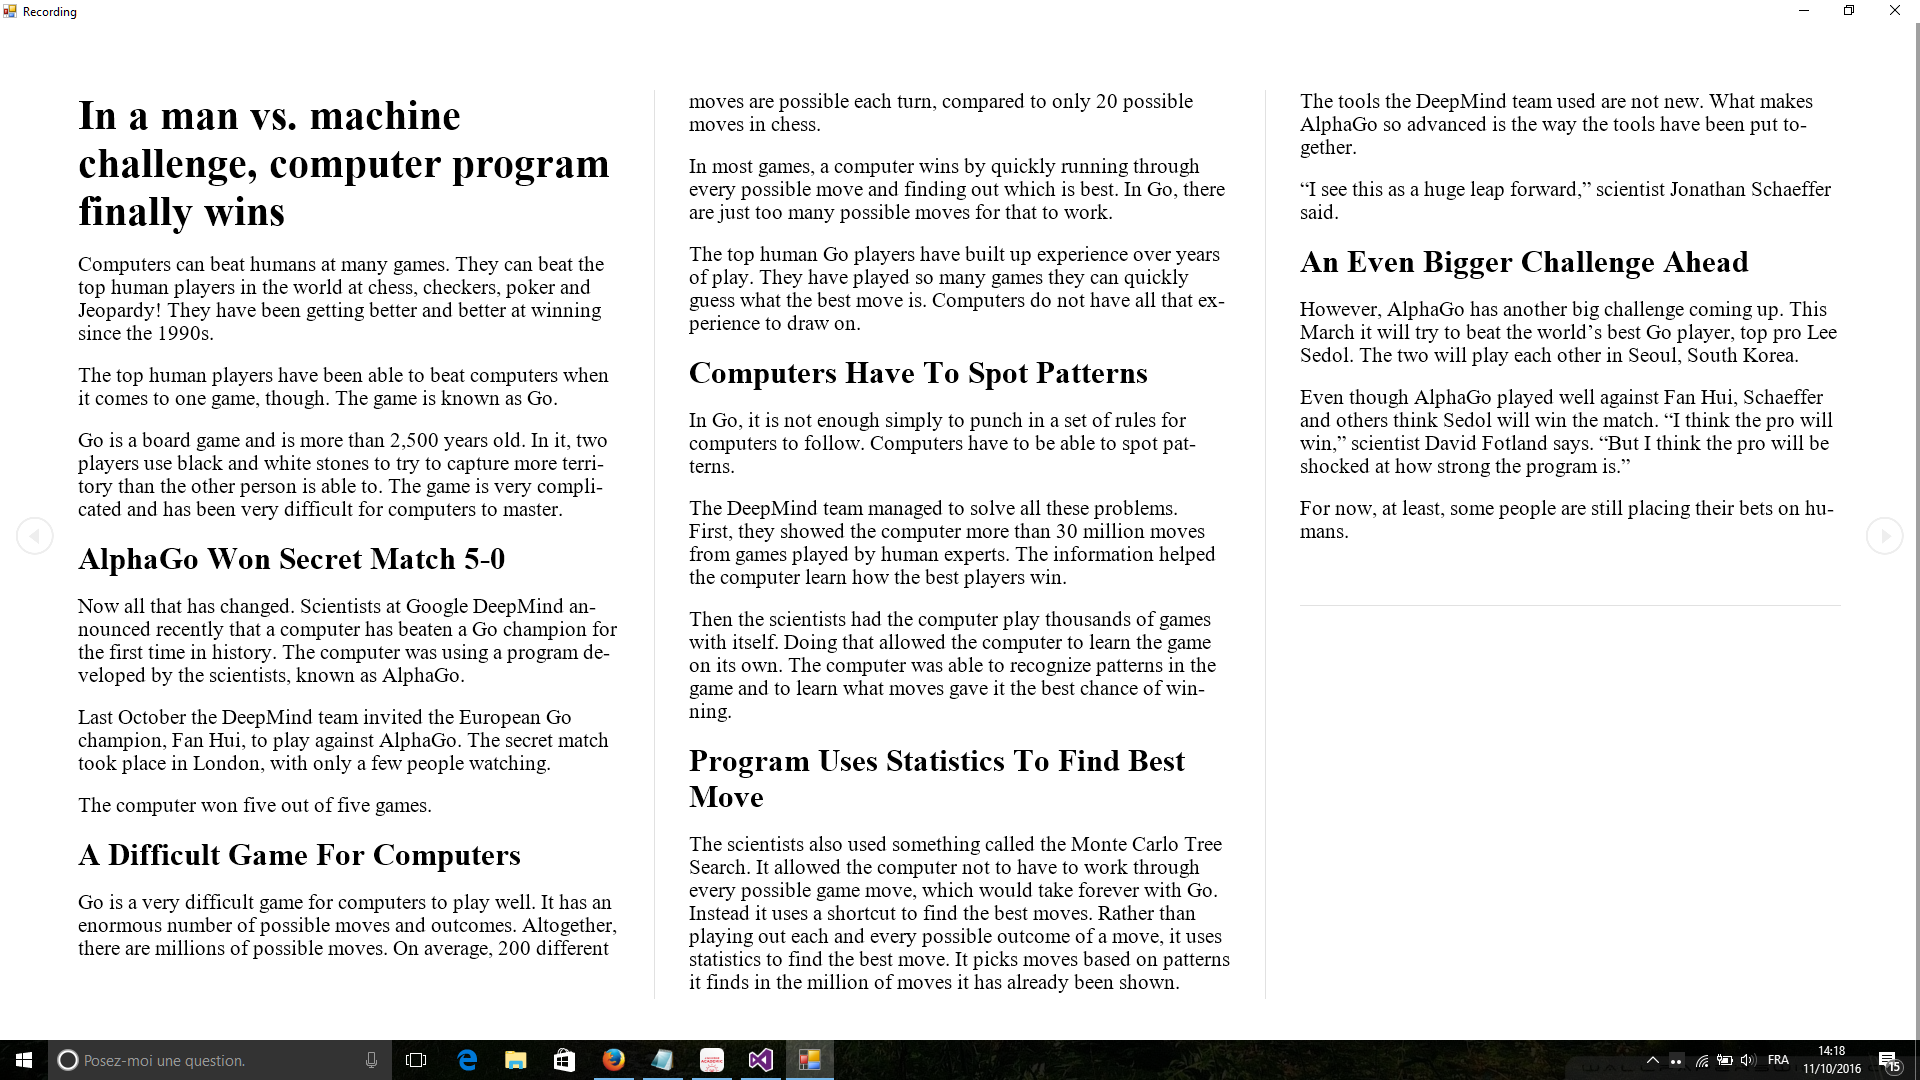 Recording
In a man vs. machine
challenge, computer program
finally wins
Computers can beat humans at many games. They can beat the
top human players in the world at chess, checkers, poker and
Jeopardy! They have been getting better and better at winning
since the 1990s.
The top human players have been able to beat computers when
it comes to one game, though. The game is known as Go.
Go is a board game and is more than 2,500 years old. In it, two
players use black and white stones to try to capture more terri-
tory than the other person is able to. The game is very compli-
cated and has been very difficult for computers to master.
AlphaGo Won Secret Match 5-0
Now all that has changed. Scientists at Google DeepMind an-
nounced recently that a computer has beaten a Go champion for
the first time in history. The computer was using a program de-
veloped by the scientists, known as AlphaGo.
Last October the DeepMind team invited the European Go
champion, Fan Hui, to play against AlphaGo. The secret match
took place in London, with only a few people watching.
The computer won five out of five games.
A Difficult Game For Computers
Go is a very difficult game for computers to play well. It has an
enormous number of possible moves and outcomes. Altogether,
there are millions of possible moves. On average, 200 different
moves are possible each turn, compared to only 20 possible
moves in chess.
In most games, a computer wins by quickly running through
every possible move and finding out which is best. In Go, there
are just too many possible moves for that to work.
The top human Go players have built up experience over years
of play. They have played so many games they can quickly
guess what the best move is. Computers do not have all that ex-
perience to draw on.
Computers Have To Spot Patterns
In Go, it is not enough simply to punch in a set of rules for
computers to follow. Computers have to be able to spot pat-
terns.
The DeepMind team managed to solve all these problems.
First, they showed the computer more than 30 million moves
from games played by human experts. The information helped
the computer learn how the best players win.
Then the scientists had the computer play thousands of games
with itself. Doing that allowed the computer to learn the game
on its own. The computer was able to recognize patterns in the
game and to learn what moves gave it the best chance of win-
ning.
Program Uses Statistics To Find Best
Move
The scientists also used something called the Monte Carlo Tree
Search. It allowed the computer not to have to work through
every possible game move, which would take forever with Go.
Instead it uses a shortcut to find the best moves. Rather than
playing out each and every possible outcome of a move, it uses
statistics to find the best move. It picks moves based on patterns
it finds in the million of moves it has already been shown.
The tools the DeepMind team used are not new. What makes
AlphaGo so advanced is the way the tools have been put to-
gether.
“I see this as a huge leap forward,” scientist Jonathan Schaeffer
said.
An Even Bigger Challenge Ahead
However, AlphaGo has another big challenge coming up. This
March it will try to beat the world’s best Go player, top pro Lee
Sedol. The two will play each other in Seoul, South Korea.
Even though AlphaGo played well against Fan Hui, Schaeffer
and others think Sedol will win the match. “I think the pro will
win,” scientist David Fotland says. “But I think the pro will be
shocked at how strong the program is.”
For now, at least, some people are still placing their bets on hu-
mans.
Posez-moi une question.
FRA
14:18
11/10/2016
15